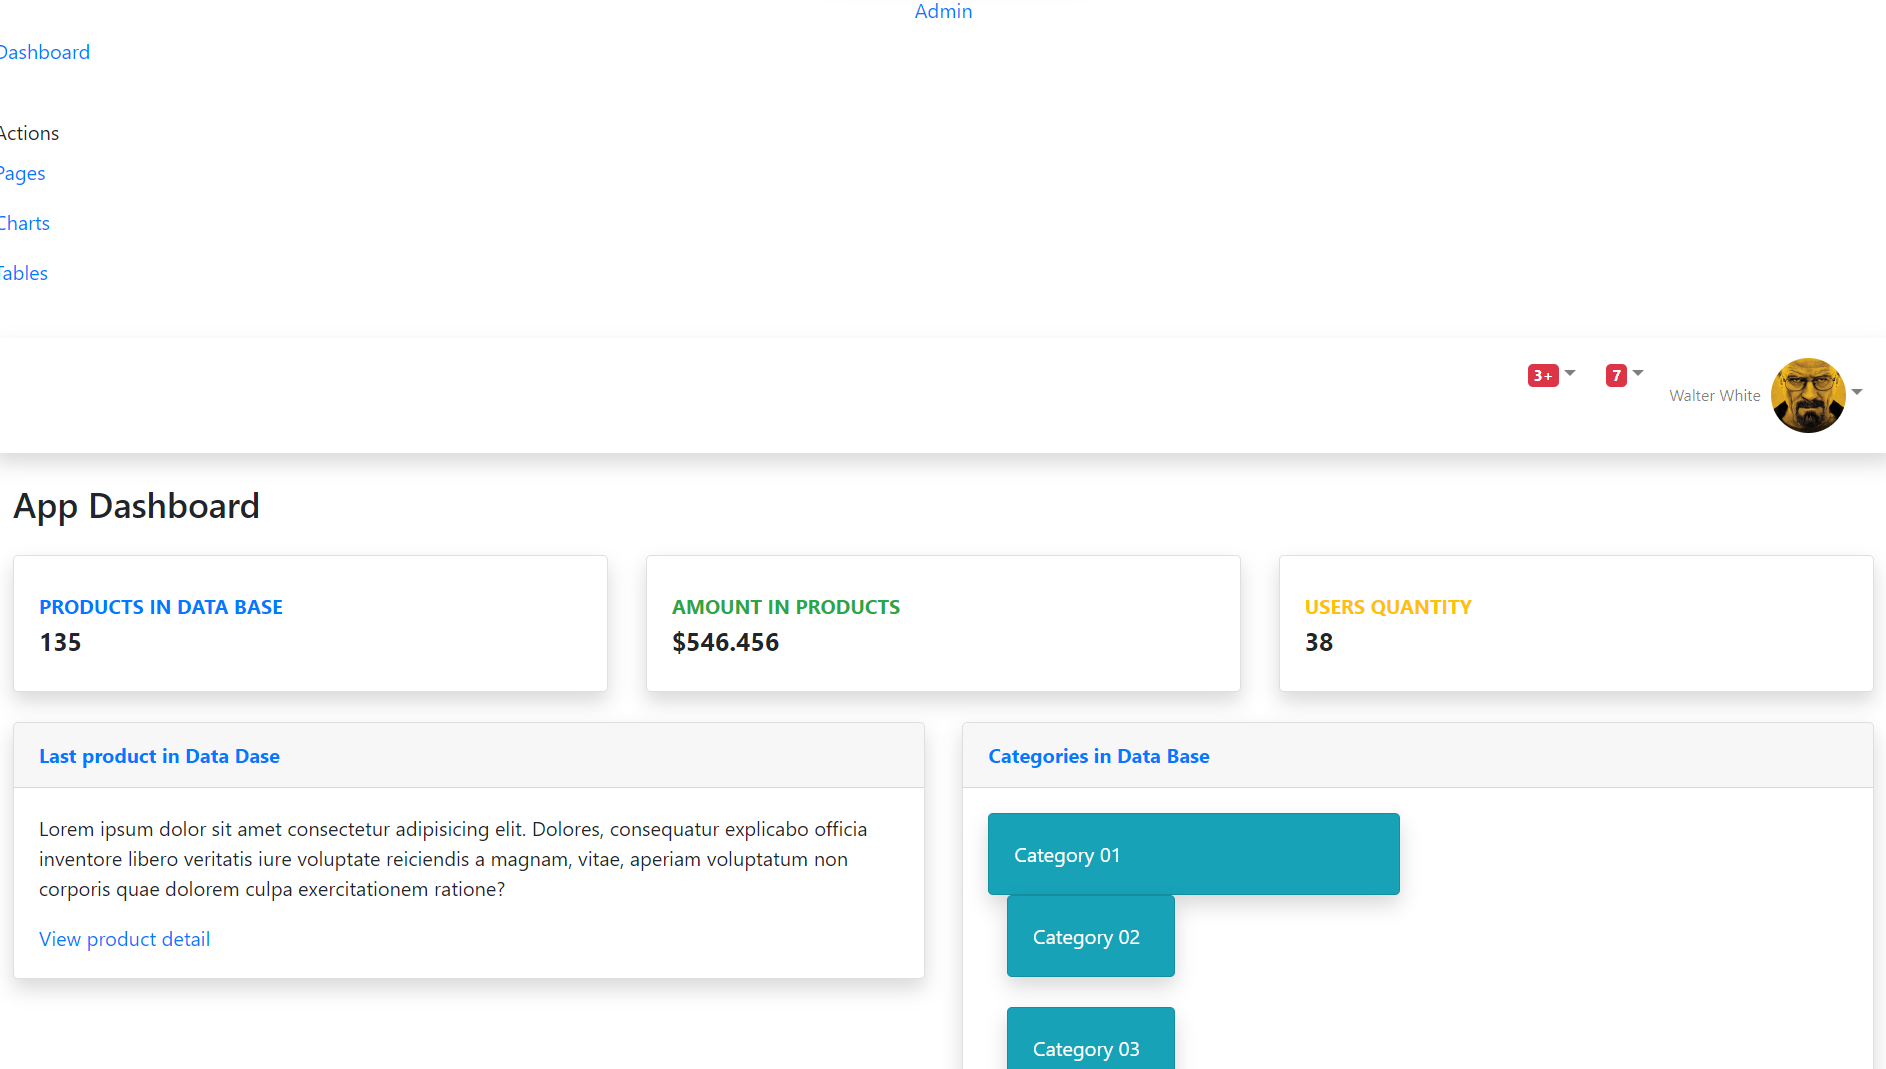 Admin
Dashboard
Actions
Pages
Charts
Tables
3+
7
Walter White
App Dashboard
PRODUCTS IN DATA BASE
135
AMOUNT IN PRODUCTS
$546.456
USERS QUANTITY
38
Last product in Data Dase
Lorem ipsum dolor sit amet consectetur adipisicing elit. Dolores, consequatur explicabo officia
inventore libero veritatis iure voluptate reiciendis a magnam, vitae, aperiam voluptatum non
corporis quae dolorem culpa exercitationem ratione?
View product detail
Categories in Data Base
Category 01
Category 02
Category 03